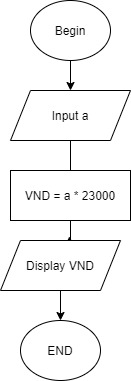 Begin
Input a
VND = a * 23000
Display VND
END